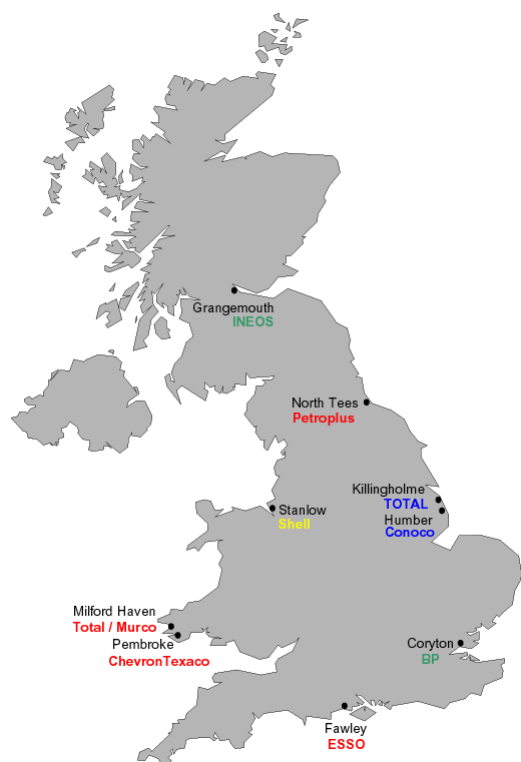 Grangemouth
INEOS
North Tees
Petroplus
Killingholme
TOTAL
Humber
Conoco
Stanlow
Shell
Milford Haven
Total / Murco
Pembroke
ChevronTexaco
Coryton
BP
Fawley
ESSO